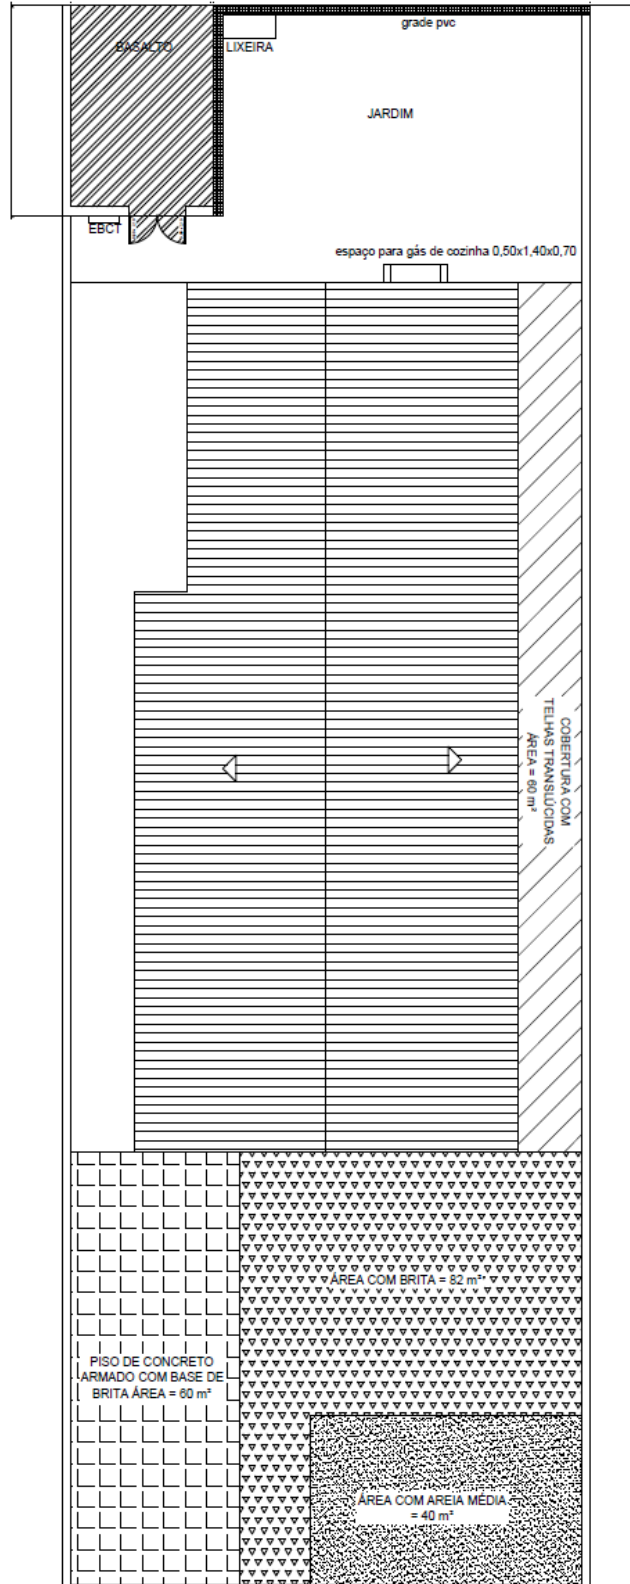 grade pvc
BASALTO
LIXEIRA
JARDIM
EBCT
espaço para gás de cozinha 0,50x1,40x0,70
COBERTURA COM
TELHAS TRANSLÚCIDAS
ÁREA = 60 m²
ÁREA COM BRITA = 82 m²
PISO DE CONCRETO
ARMADO COM BASE DE
BRITA ÁREA = 60 m²
ÁREA COM AREIA MÉDIA
= 40 m²